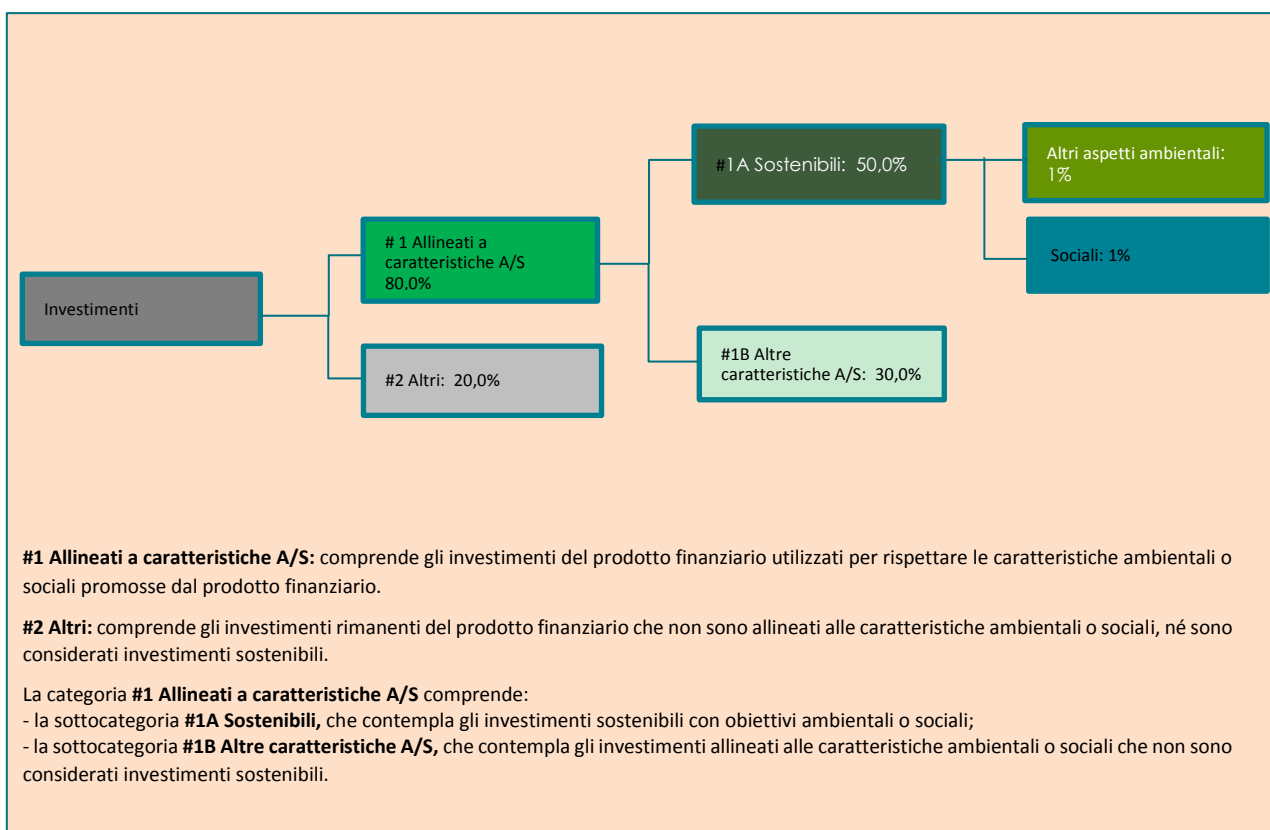 Investimenti
# 1 Allineati a
caratteristiche A/S
80,0%
#2 Altri: 20,0%
#1A Sostenibili: 50,0%
#1B Altre
caratteristiche A/S: 30,0%
Altri aspetti ambientali:
1%
Sociali: 1%
#1 Allineati a caratteristiche A/S: comprende gli investimenti del prodotto finanziario utilizzati per rispettare le caratteristiche ambientali o
sociali promosse dal prodotto finanziario.
#2 Altri: comprende gli investimenti rimanenti del prodotto finanziario che non sono allineati alle caratteristiche ambientali o sociali, né sono
considerati investimenti sostenibili.
La categoria #1 Allineati a caratteristiche A/S comprende:
- la sottocategoria #1A Sostenibili, che contempla gli investimenti sostenibili con obiettivi ambientali o sociali;
- la sottocategoria #1B Altre caratteristiche A/S, che contempla gli investimenti allineati alle caratteristiche ambientali o sociali che non sono
considerati investimenti sostenibili.